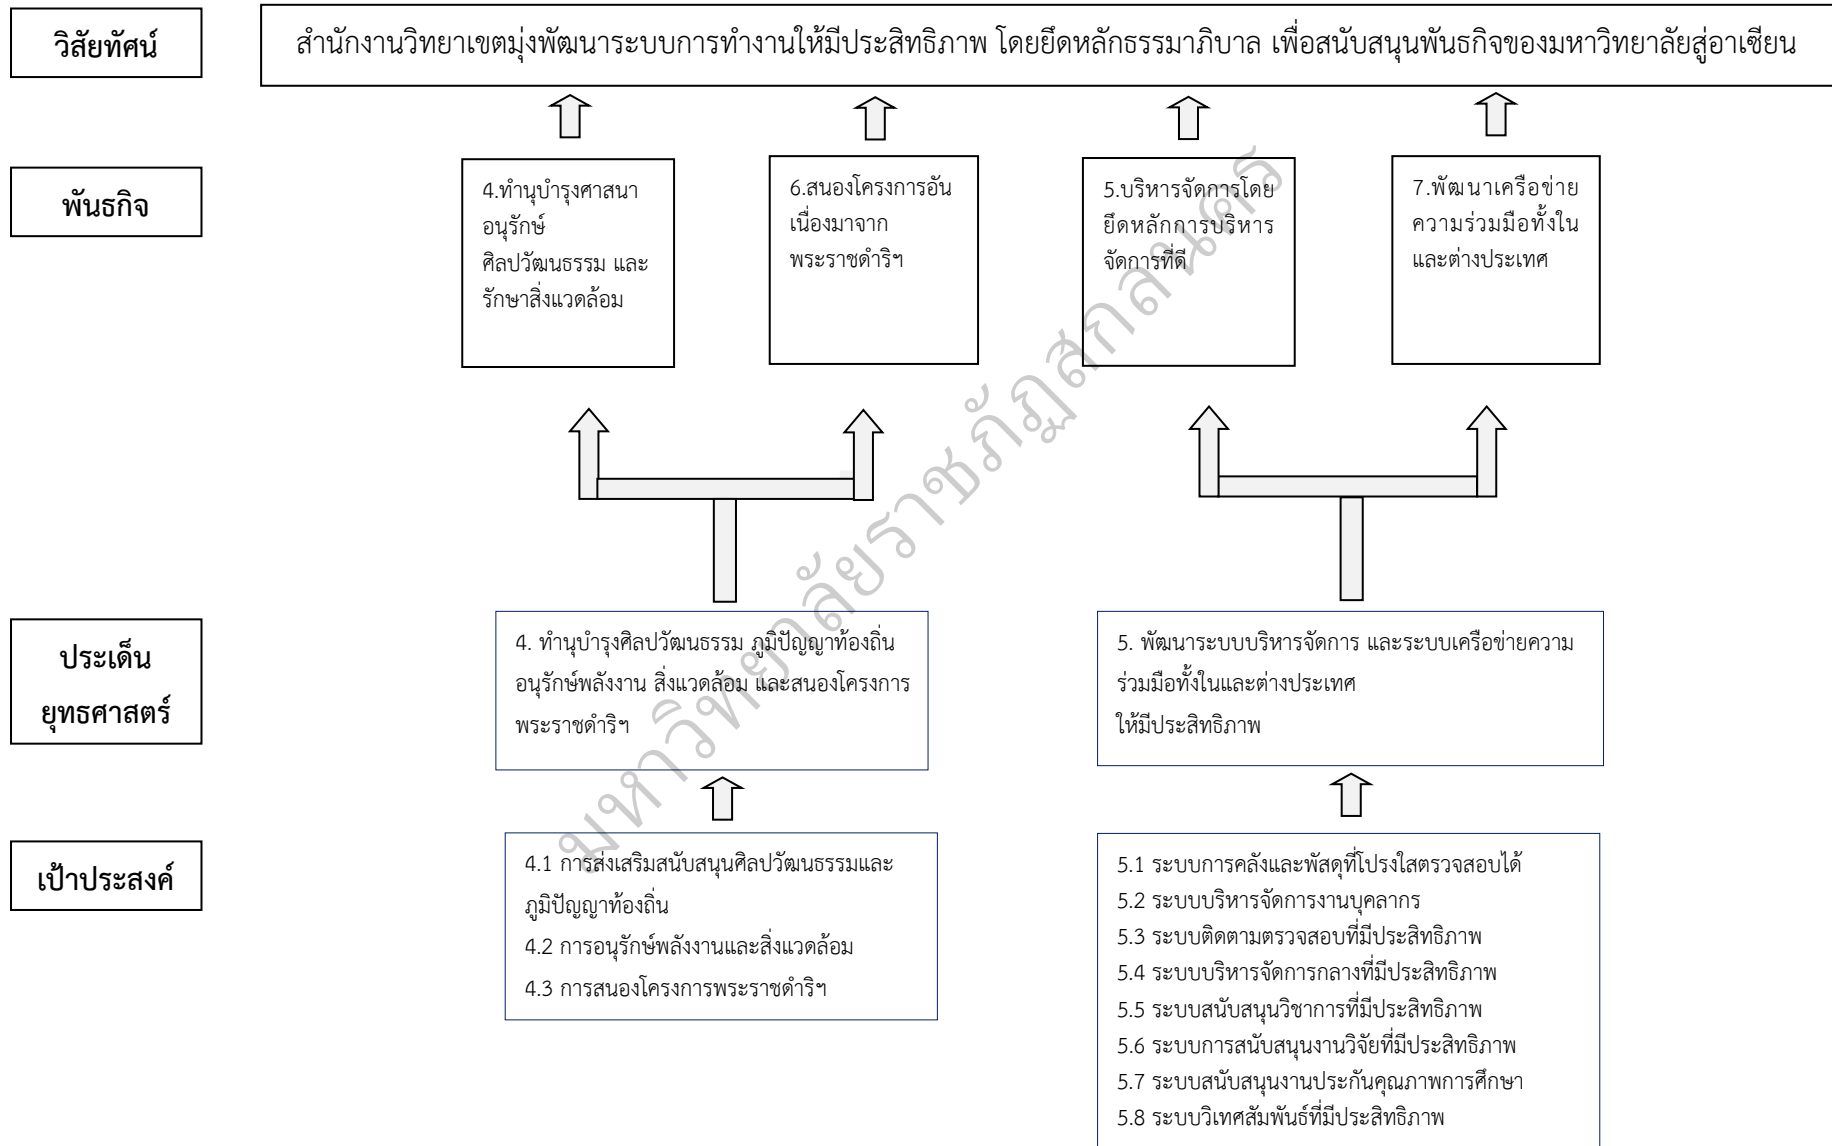 วิสัยทัศน์
สำนักงานวิทยาเขตมุ่งพัฒนาระบบการทำงานให้มีประสิทธิภาพ โดยยึดหลักธรรมาภิบาล เพื่อสนับสนุนพันธกิจของมหาวิทยาลัยสู่อาเซียน
พันธกิจ
4.ทำนุบำรุงศาสนา
อนุรักษ์
ศิลปวัฒนธรรม และ
รักษาสิ่งแวดล้อม
6.สนองโครงการอัน
เนื่องมาจาก
พระราชดำริฯ
5.บริหารจัดการโดย
ยึดหลักการบริหาร
จัดการที่ดี
7.พัฒนาเครือข่าย
ความร่วมมือทั้งใน
และต่างประเทศ
ประเด็น
ยุทธศาสตร์
4. ทำนุบำรุงศิลปวัฒนธรรม ภูมิปัญญาท้องถิ่น
อนุรักษ์พลังงาน สิ่งแวดล้อม และสนองโครงการ
พระราชดำริฯ
5. พัฒนาระบบบริหารจัดการ และระบบเครือข่ายความ
ร่วมมือทั้งในและต่างประเทศ
ให้มีประสิทธิภาพ
เป้าประสงค์
4.1 การส่งเสริมสนับสนุนศิลปวัฒนธรรมและ
ภูมิปัญญาท้องถิ่น
4.2 การอนุรักษ์พลังงานและสิ่งแวดล้อม
4.3 การสนองโครงการพระราชดำริฯ
5.1 ระบบการคลังและพัสดุที่โปรงใสตรวจสอบได้
5.2 ระบบบริหารจัดการงานบุคลากร
5.3 ระบบติดตามตรวจสอบที่มีประสิทธิภาพ
5.4 ระบบบริหารจัดการกลางที่มีประสิทธิภาพ
5.5 ระบบสนับสนุนวิชาการที่มีประสิทธิภาพ
5.6 ระบบการสนับสนุนงานวิจัยที่มีประสิทธิภาพ
5.7 ระบบสนับสนุนงานประกันคุณภาพการศึกษา
5.8 ระบบวิเทศสัมพันธ์ที่มีประสิทธิภาพ
มหาวิทยาลัยราชภัฏสกลนคร